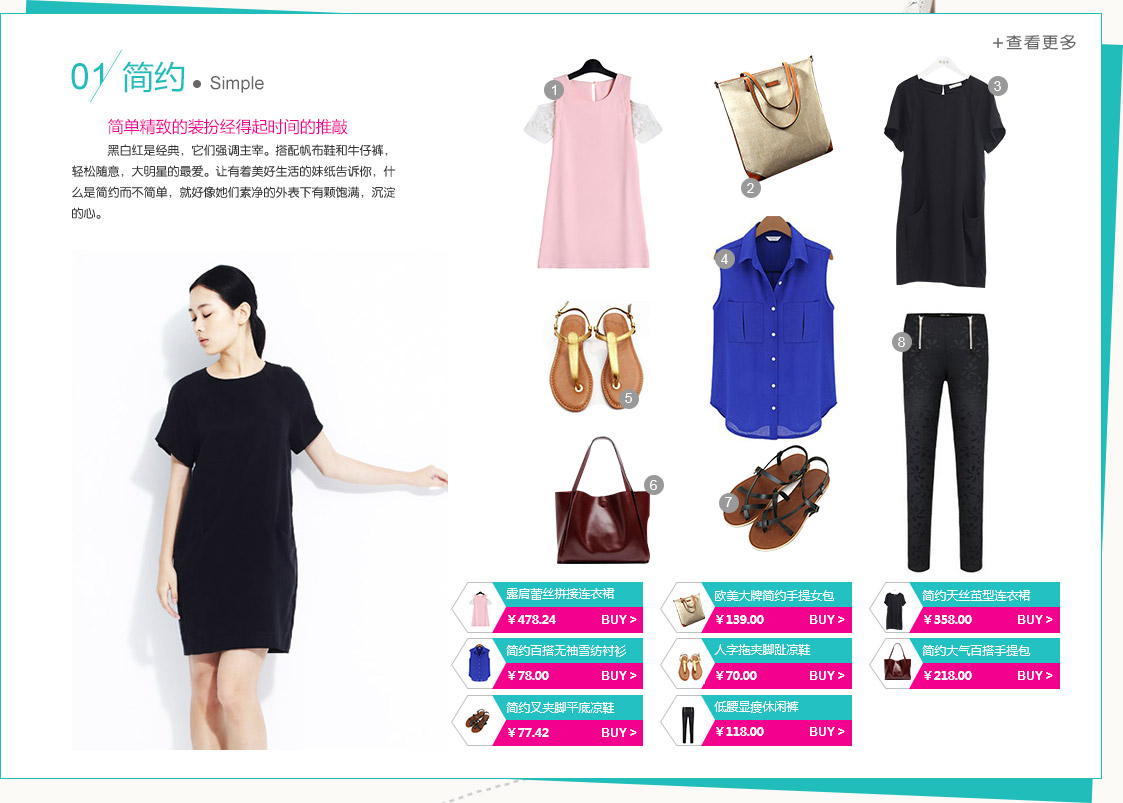 +查看更多
01 简约 • Simple
简单精致的装扮经得起时间的推敲
黑白红是经典，它们强调主宰。搭配帆布鞋和牛仔裤，
轻松随意，大明星的最爱。让有着美好生活的妹纸告诉你，什
么是简约而不简单，就好像她们素净的外表下有颗饱满，沉淀
的心。
1
2
3
4
5
6
7
8
露肩蕾丝拼接连衣裙
￥478.24 BUY >
欧美大牌简约手提女包
￥139.00 BUY >
简约天丝茧型连衣裙
￥358.00 BUY >
简约百搭无袖雪纺衬衫
￥78.00 BUY >
人字拖夹脚趾凉鞋
￥70.00 BUY >
简约大气百搭手提包
￥218.00 BUY >
简约叉夹脚平底凉鞋
￥77.42 BUY >
低腰显瘦休闲裤
￥118.00 BUY >